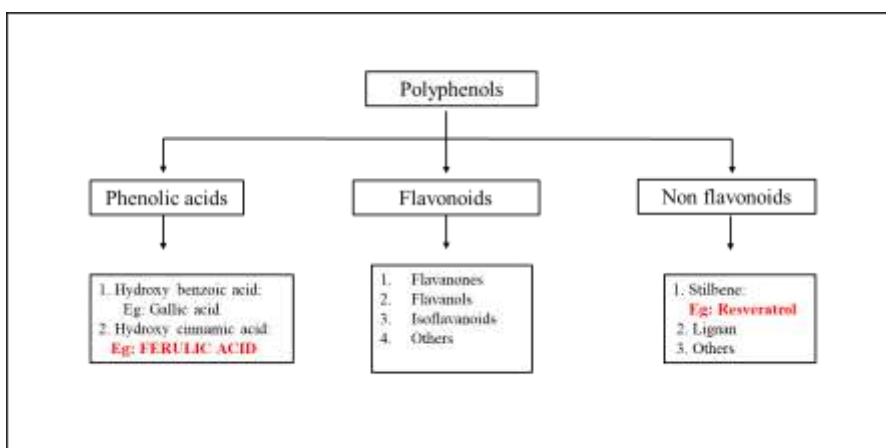 Polyphenols
Phenolic acids
Flavonoids
Non flavonoids
1. Hydroxy benzoic acid:
Eg: Gallic acid
2. Hydroxy cinnamic acid:
Eg: FERULIC ACID
1. Flavanones
2. Flavanols
3. Isoflavanoids
4. Others
1. Stilbene:
Eg: Resveratrol
2. Lignan
3. Others